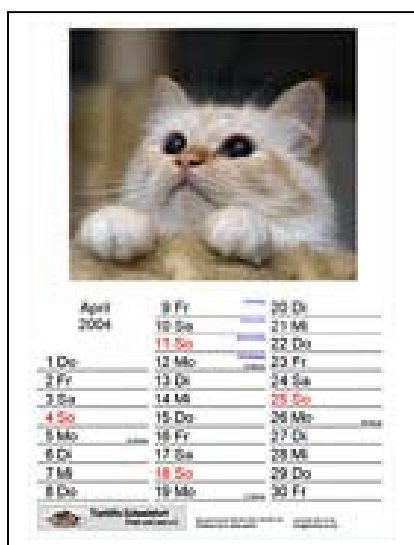 April
2004
1 Do
2 Fr
3 Sa
4 So
5 Mo
6 Di
7 Mi
8 Do
9 Fr
10 Sa
11 So
12 Mo
13 Di
14 Mi
15 Do
16 Fr
17 Sa
18 So
19 Mo
20 Di
21 Mi
22 Do
23 Fr
24 Sa
25 So
26 Mo
27 Di
28 Mi
29 Do
30 Fr